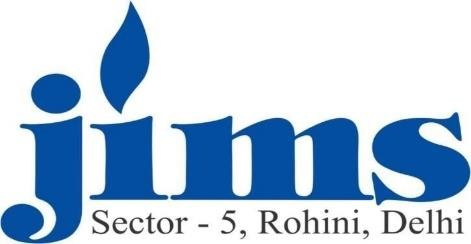 jims
Sector - 5, Rohini, Delhi